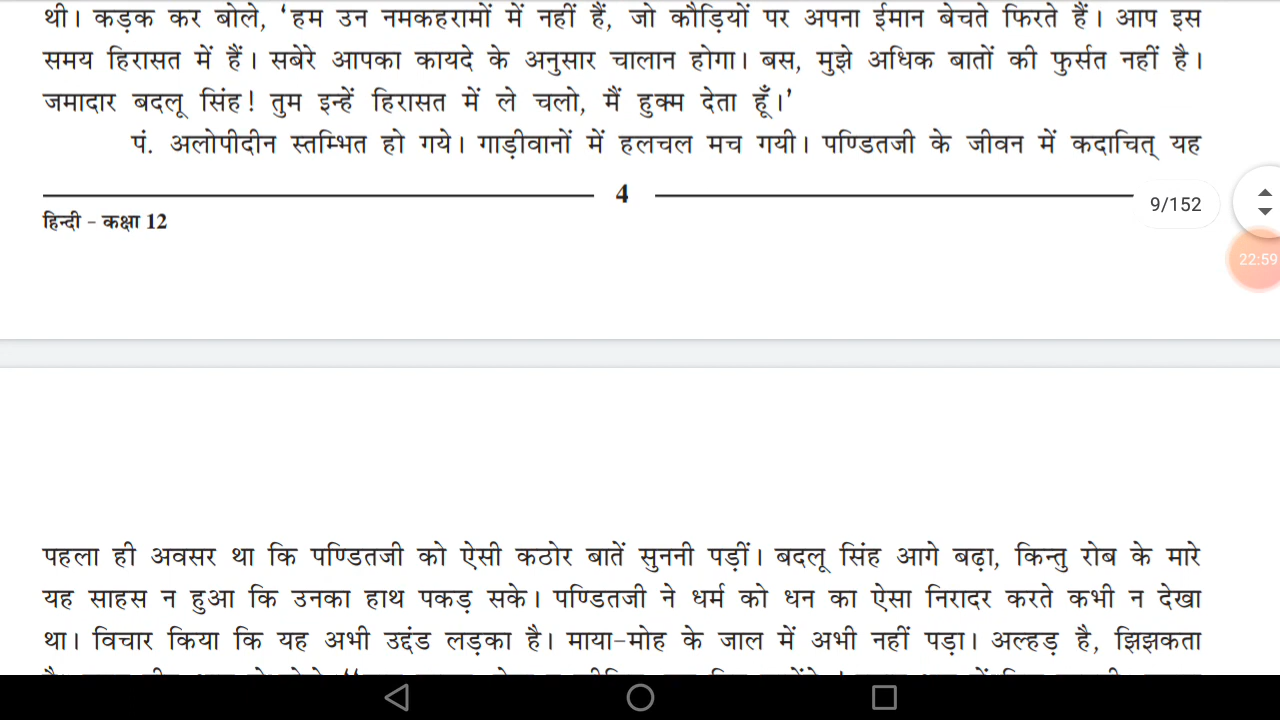 थी। कड़क कर बोले, ‘हम उन नमकहरामों में नहीं हैं, जो कौड़ियों पर अपना ईमान बेचते फिरते हैं। आप इस
समय हिरासत में हैं। सबेरे आपका कायदे के अनुसार चालान होगा। बस, मुझे अधिक बातों की फुर्सत नहीं है।
जमादार बदलू सिंह! तुम इन्हें हिरासत में ले चलो, मैं हुक्म देता हूँ।’
पं. अलोपीदीन स्तम्भित हो गये। गाड़ीवानों में हलचल मच गयी। पण्डितजी के जीवन में कदाचित् यह
4
9/152
हिन्दी - कक्षा 12
22:59
पहला ही अवसर था कि पण्डितजी को ऐसी कठोर बातें सुननी पड़ीं। बदलू सिंह आगे बढ़ा, किन्तु रोब के मारे
यह साहस न हुआ कि उनका हाथ पकड़ सके। पण्डितजी ने धर्म को धन का ऐसा निरादर करते कभी न देखा
था। विचार किया कि यह अभी उद्दंड लड़का है। माया-मोह के जाल में अभी नहीं पड़ा। अल्हड़ है, झिझकता